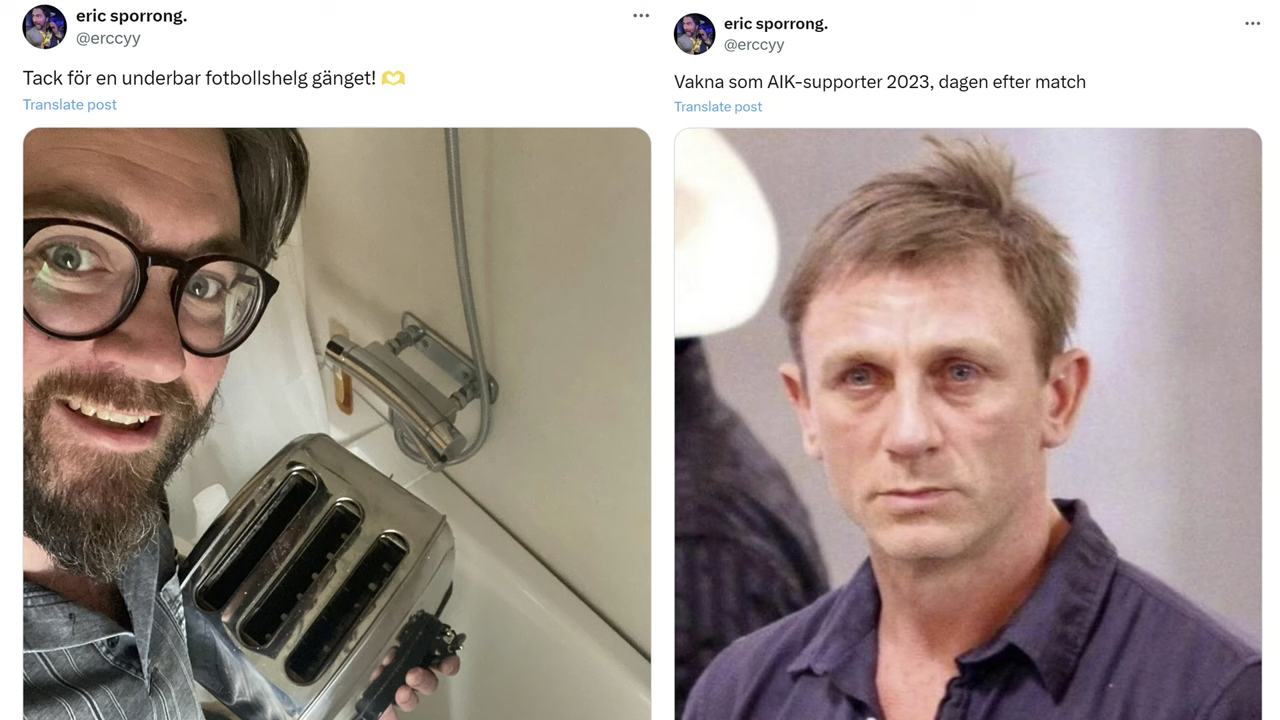 eric sporrong.
@erccyy
Tack för en underbar fotbollshelg gänget! 🫶
Translate post
eric sporrong.
@erccyy
Vakna som AIK-supporter 2023, dagen efter match
Translate post